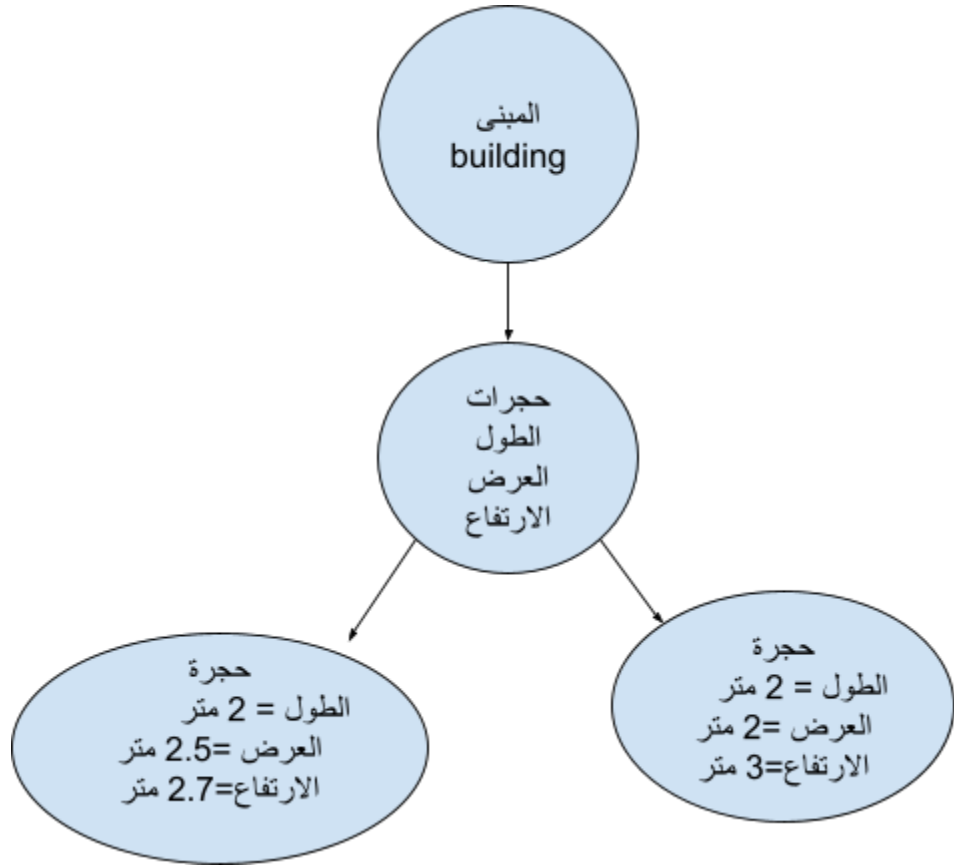 المبنى
building
حجرات
الطول
العرض
الارتفاع
حجرة
الطول = 2 متر
العرض =2 متر
الارتفاع=3 متر
حجرة
الطول = 2 متر
العرض =2.5 متر
الارتفاع=2.7 متر